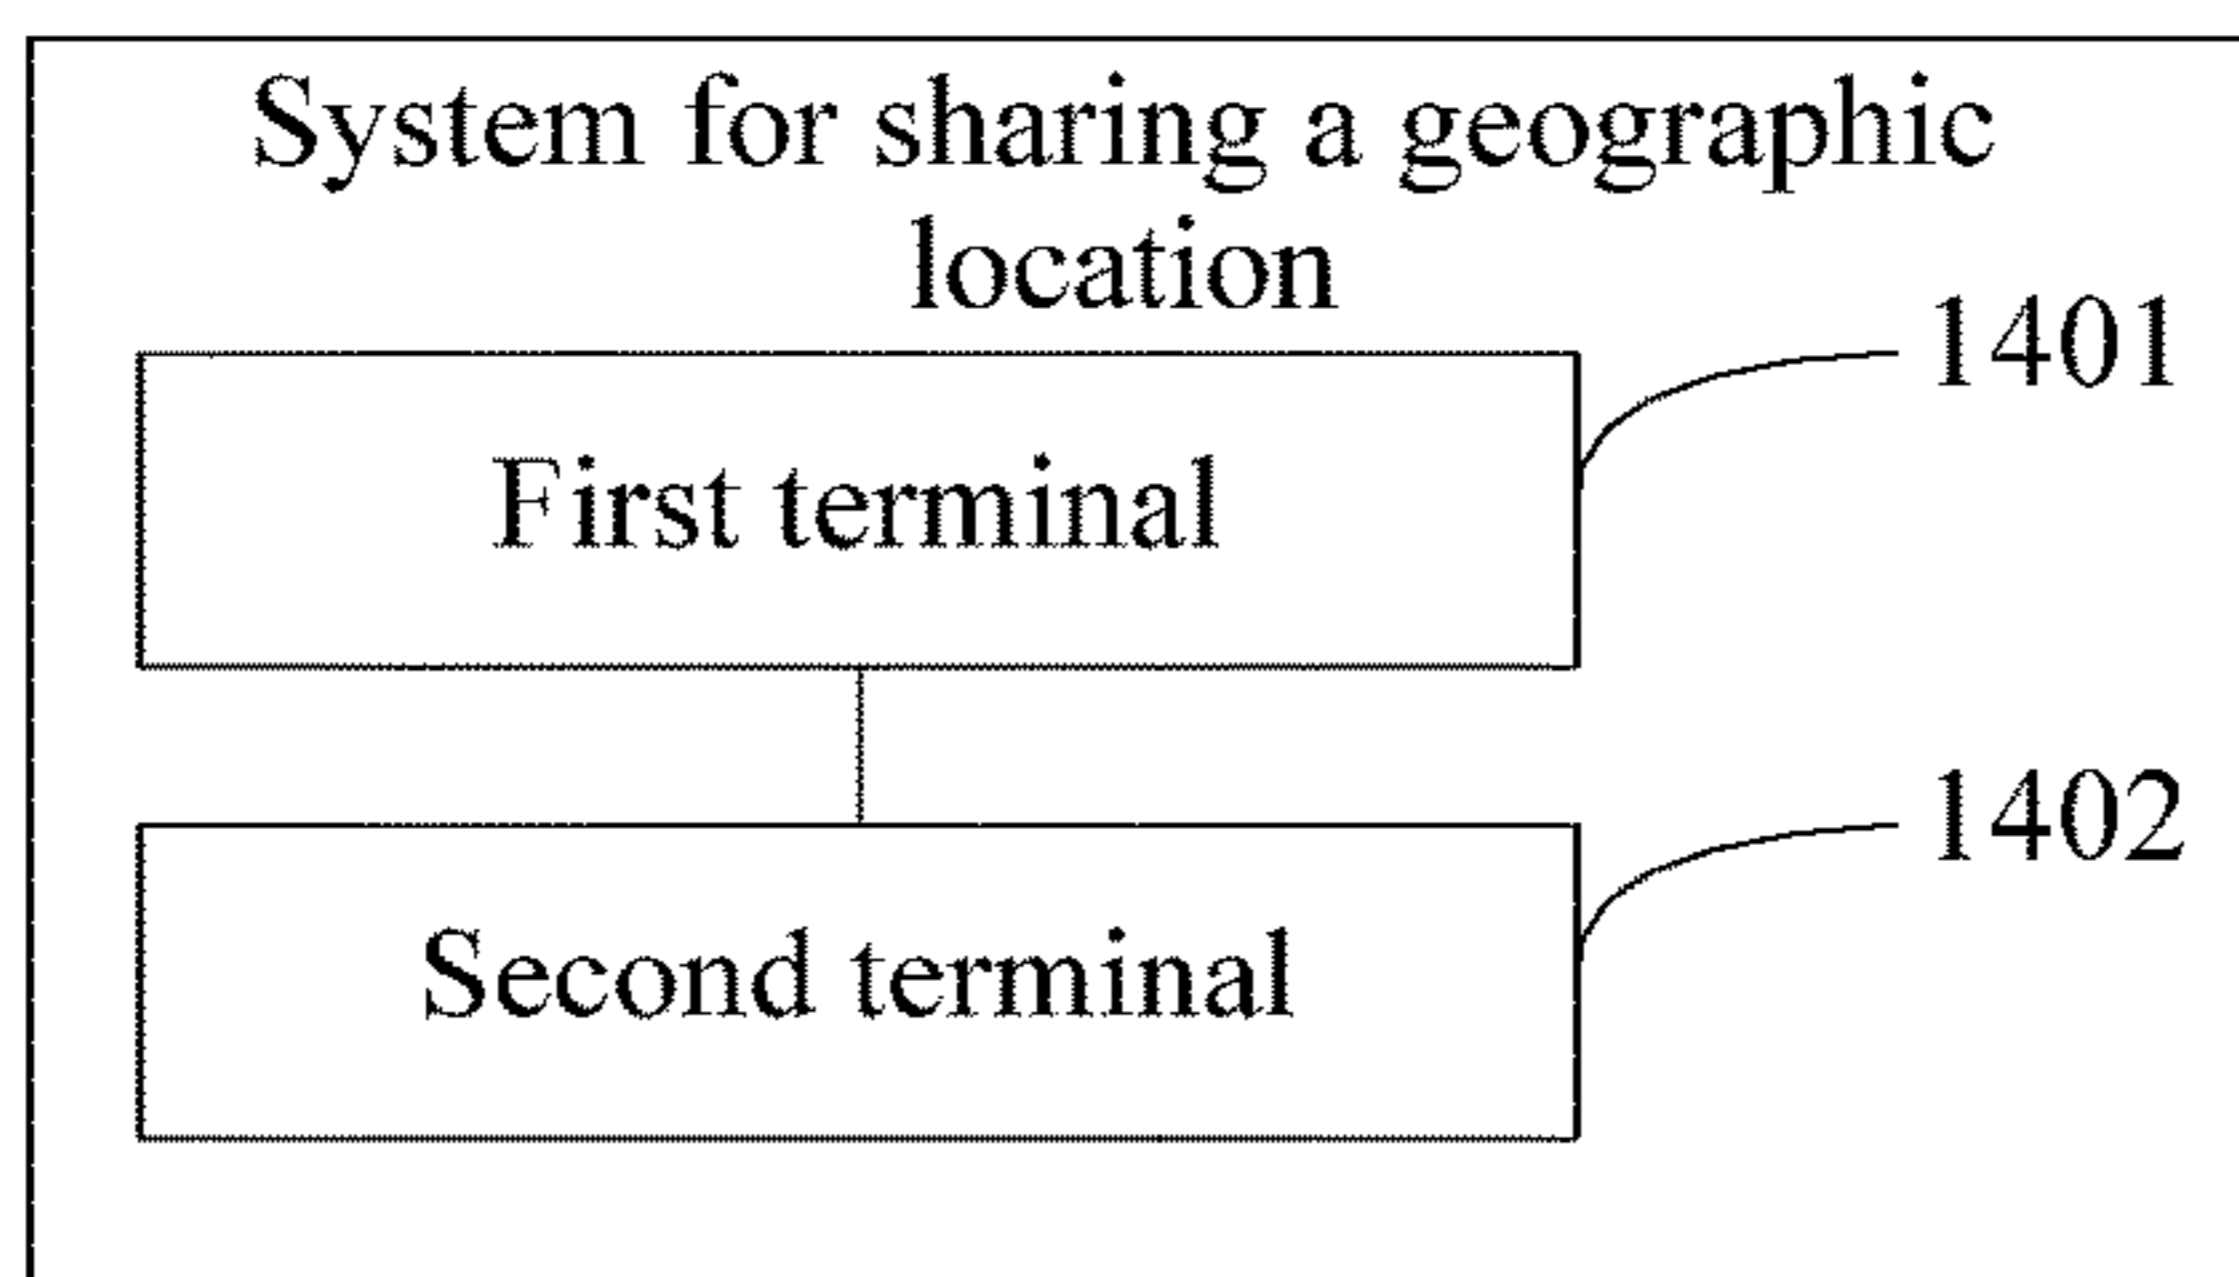 System for sharing a geographic
location
1401
First terminal
1402
Second terminal